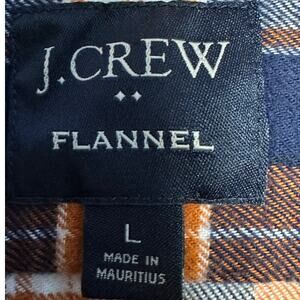 J.CREW
FLANNEL
L
MADE IN
MAURITIUS